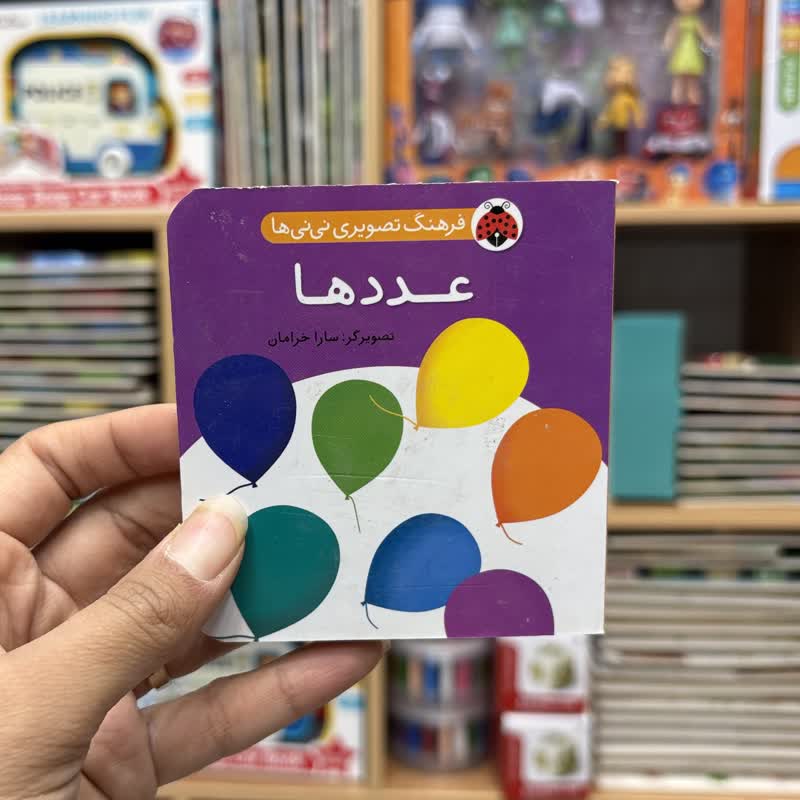 فرهنگ تصویری نی‌نی‌ها
عددها
تصویرگر: سارا خرامان